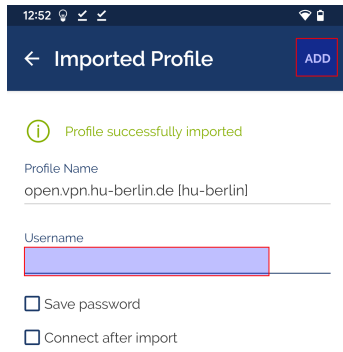 12:52
Imported Profile
ADD
Profile successfully imported
Profile Name
open.vpn.hu-berlin.de [hu-berlin]
Username
Save password
Connect after import